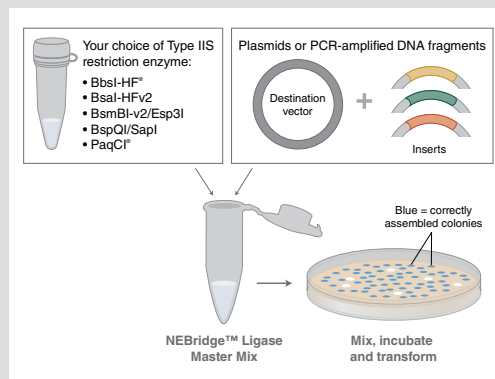 Your choice of Type IIS
restriction enzyme:
• BbsI-HF®
• BsaI-HFv2
• BsmBI-v2/Esp3I
• BspQI/SapI
• PaqCI®
Plasmids or PCR-amplified DNA fragments
Destination
vector
+
Inserts
Blue = correctly
assembled colonies
NEBridge™ Ligase
Master Mix
Mix, incubate
and transform